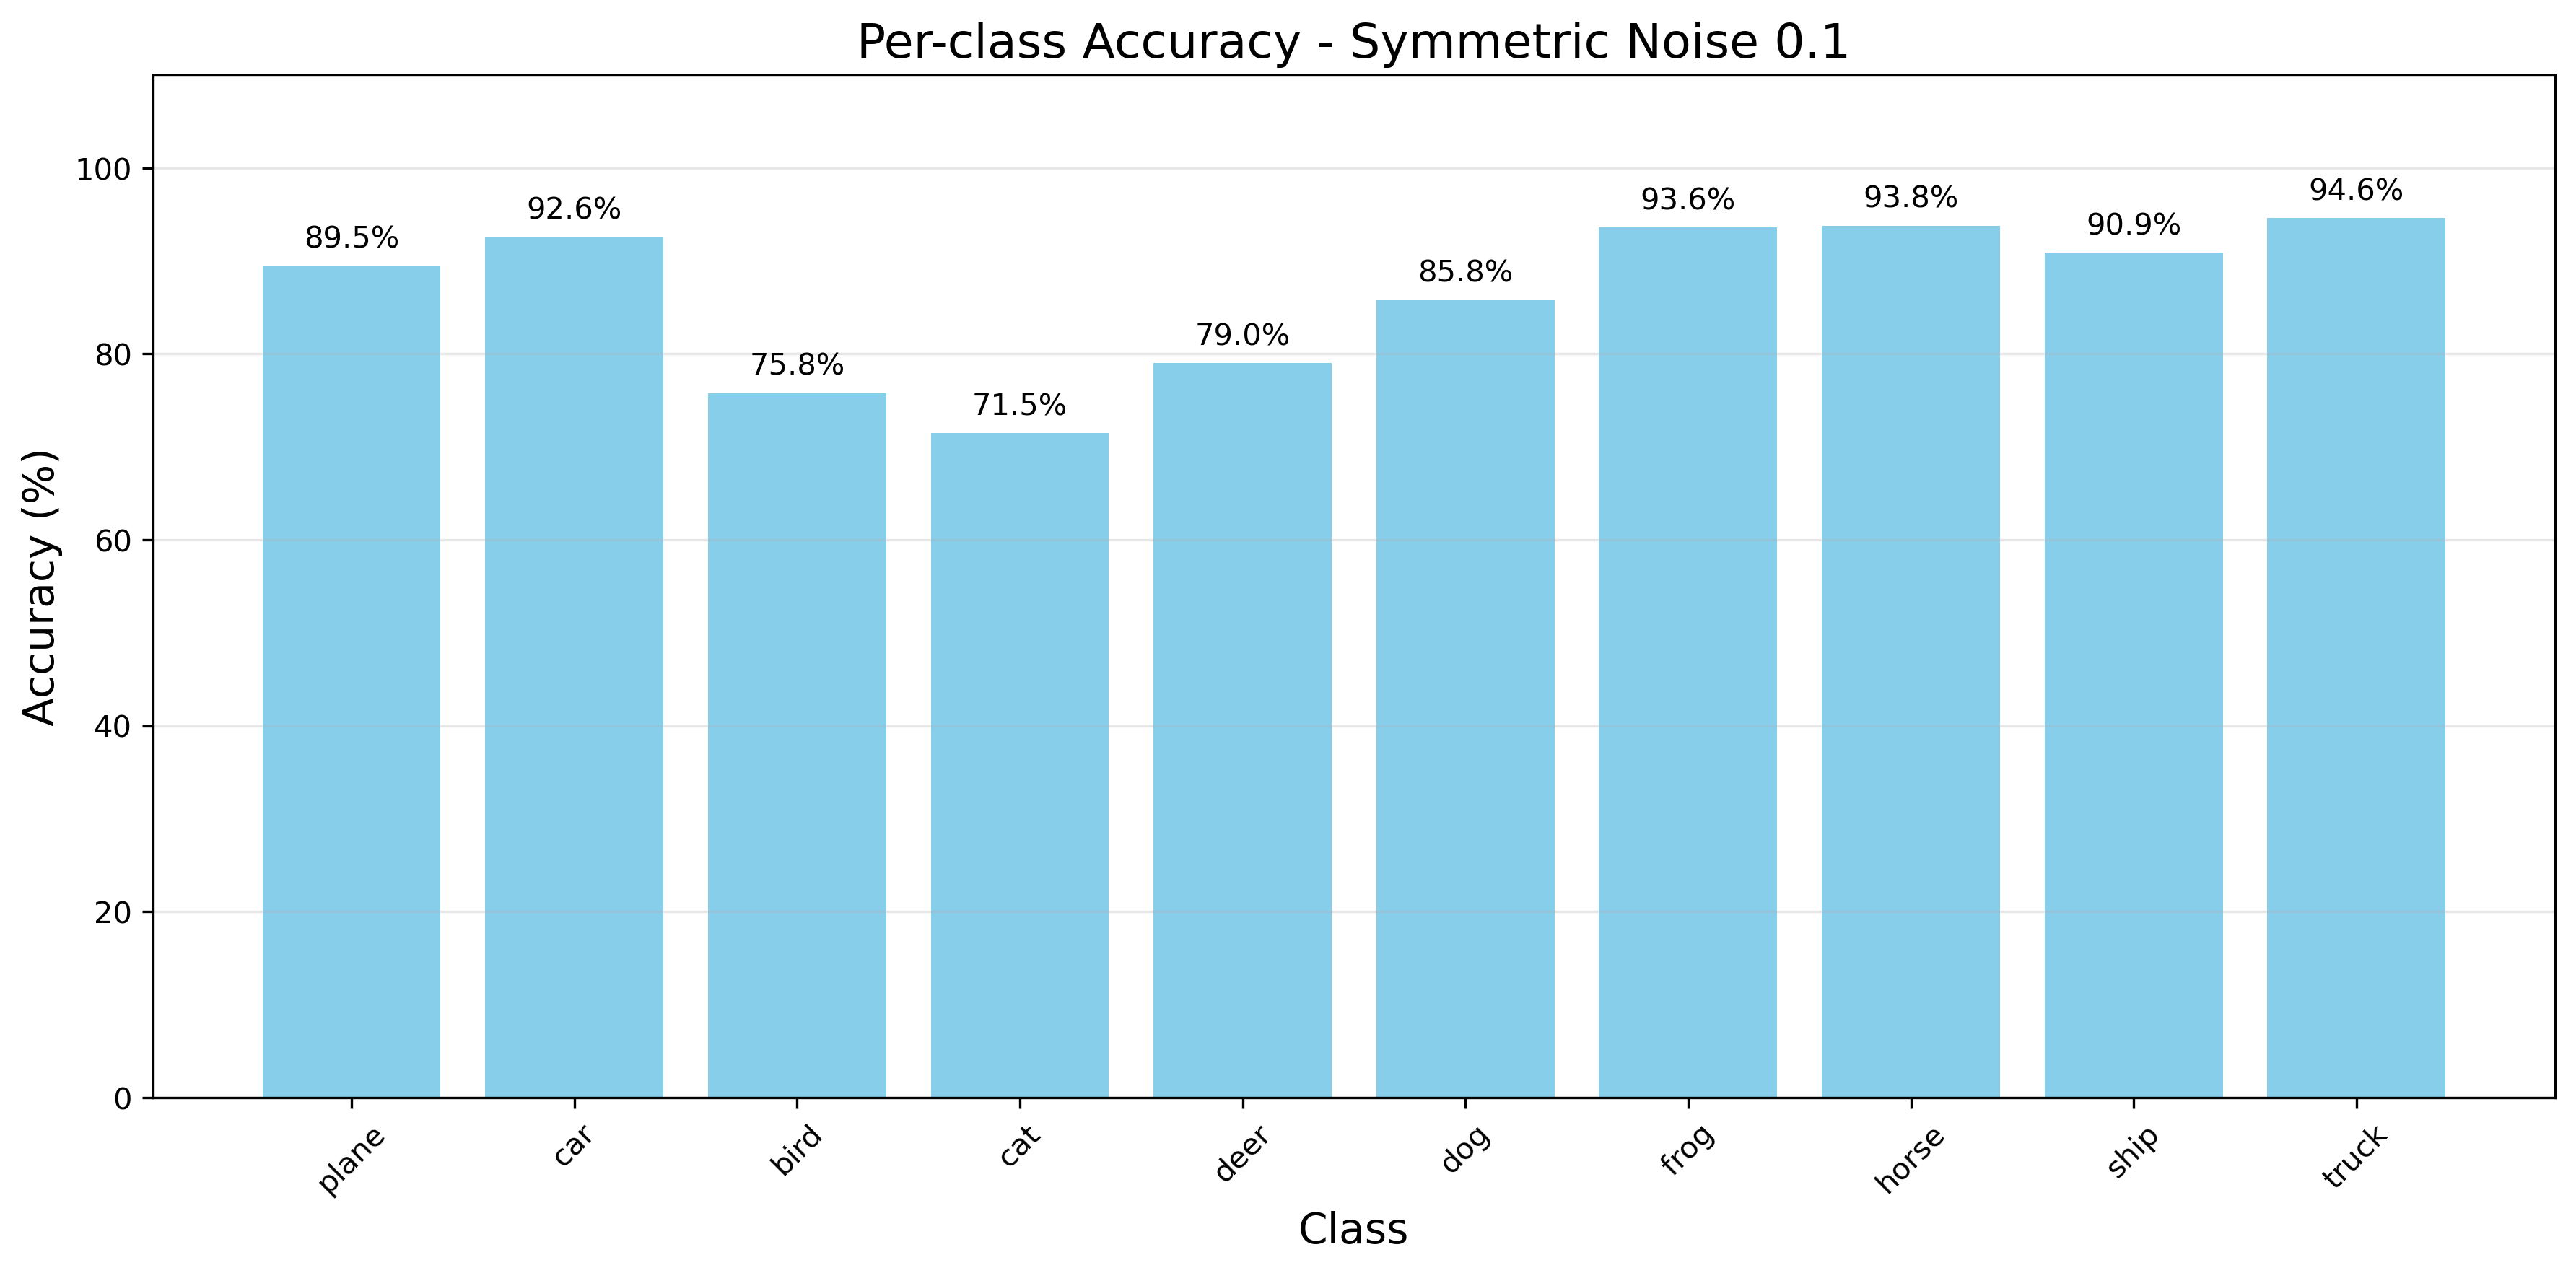 Per-class Accuracy - Symmetric Noise 0.1
Accuracy (%)
100
80
60
40
20
0
89.5%
92.6%
75.8%
71.5%
79.0%
85.8%
93.6%
93.8%
90.9%
94.6%
plane
car
bird
cat
deer
dog
frog
horse
ship
truck
Class